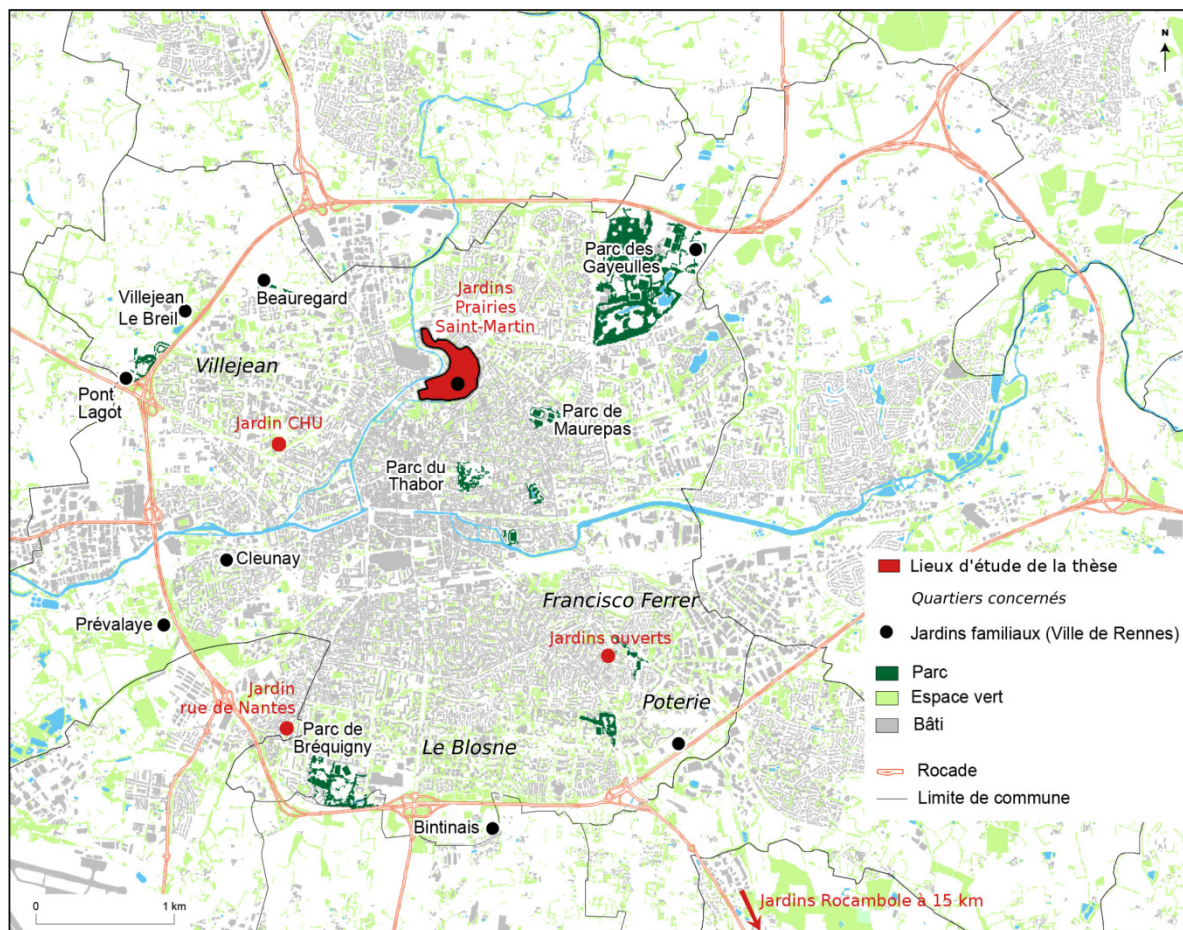 N
Parc des
Gayeulles
Beauregard
Jardins
Prairies
Saint-Martin
Villejean
Le Breil
Villejean
Pont
Lagot
Jardin CHU
Parc de
Maurepas
Parc du
Thabor
Cleunay
Prévalaye
Francisco Ferrer
Jardins ouverts
Jardin
rue de Nantes
Parc de
Bréquigny
Poterie
Le Blosne
Bintinais
Jardins Rocambole à 15 km
Lieux d'étude de la thèse
Quartiers concernés
Jardins familiaux (Ville de Rennes)
Parc
Espace vert
Bâti
Rocade
Limite de commune
0 1 km